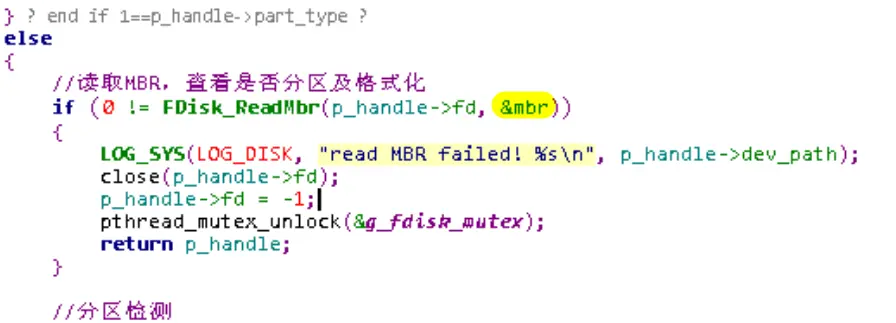 } ? end if 1==p_handle->part_type ?
else
{
//读取MBR，查看是否分区及格式化
if (0 != FDisk_ReadMbr(p_handle->fd, &mbr))
{
LOG_SYS(LOG_DISK, "read MBR failed! %s\n", p_handle->dev_path);
close(p_handle->fd);
p_handle->fd = -1;
pthread_mutex_unlock(&g_fdisk_mutex);
return p_handle;
}
//分区检测